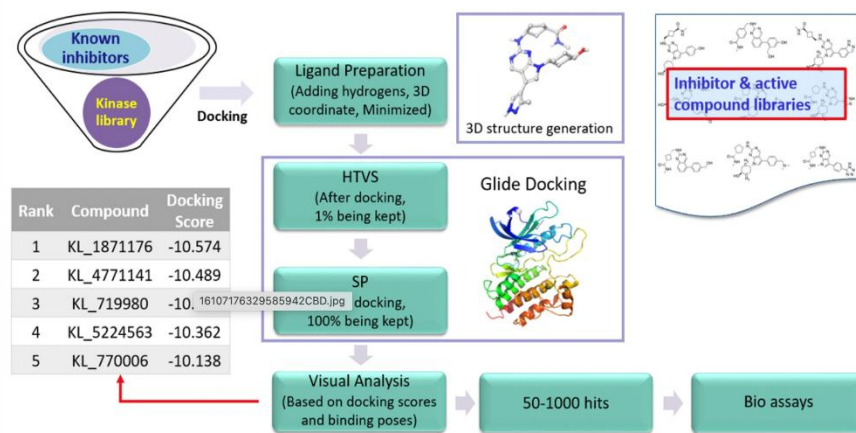 Known
inhibitors
Kinase
library
Docking
Ligand Preparation
(Adding hydrogens, 3D
coordinate, Minimized)
3D structure generation
Inhibitor & active
compound libraries
HTVS
(After docking,
1% being kept)
Glide Docking
SP
docking,
100% being kept)
16107176329585942CBD.jpg
Rank Compound Docking
Score
1 KL_1871176 -10.574
2 KL_4771141 -10.489
3 KL_719980 -10.
4 KL_5224563 -10.362
5 KL_770006 -10.138
Visual Analysis
(Based on docking scores
and binding poses)
50-1000 hits
Bio assays